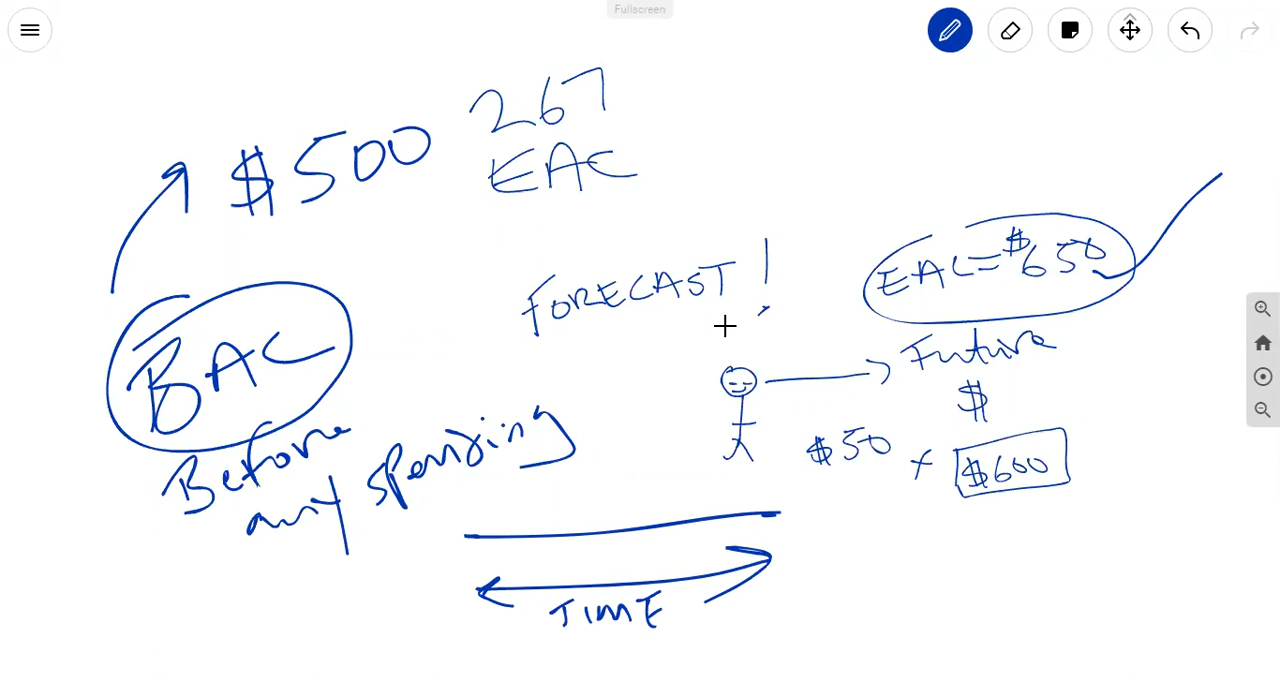 Fullscreen
$500
267
EAC
BAC
Before
any spending
FORECAST!
EAC=$650
Future
$
$50 + $600
TIME